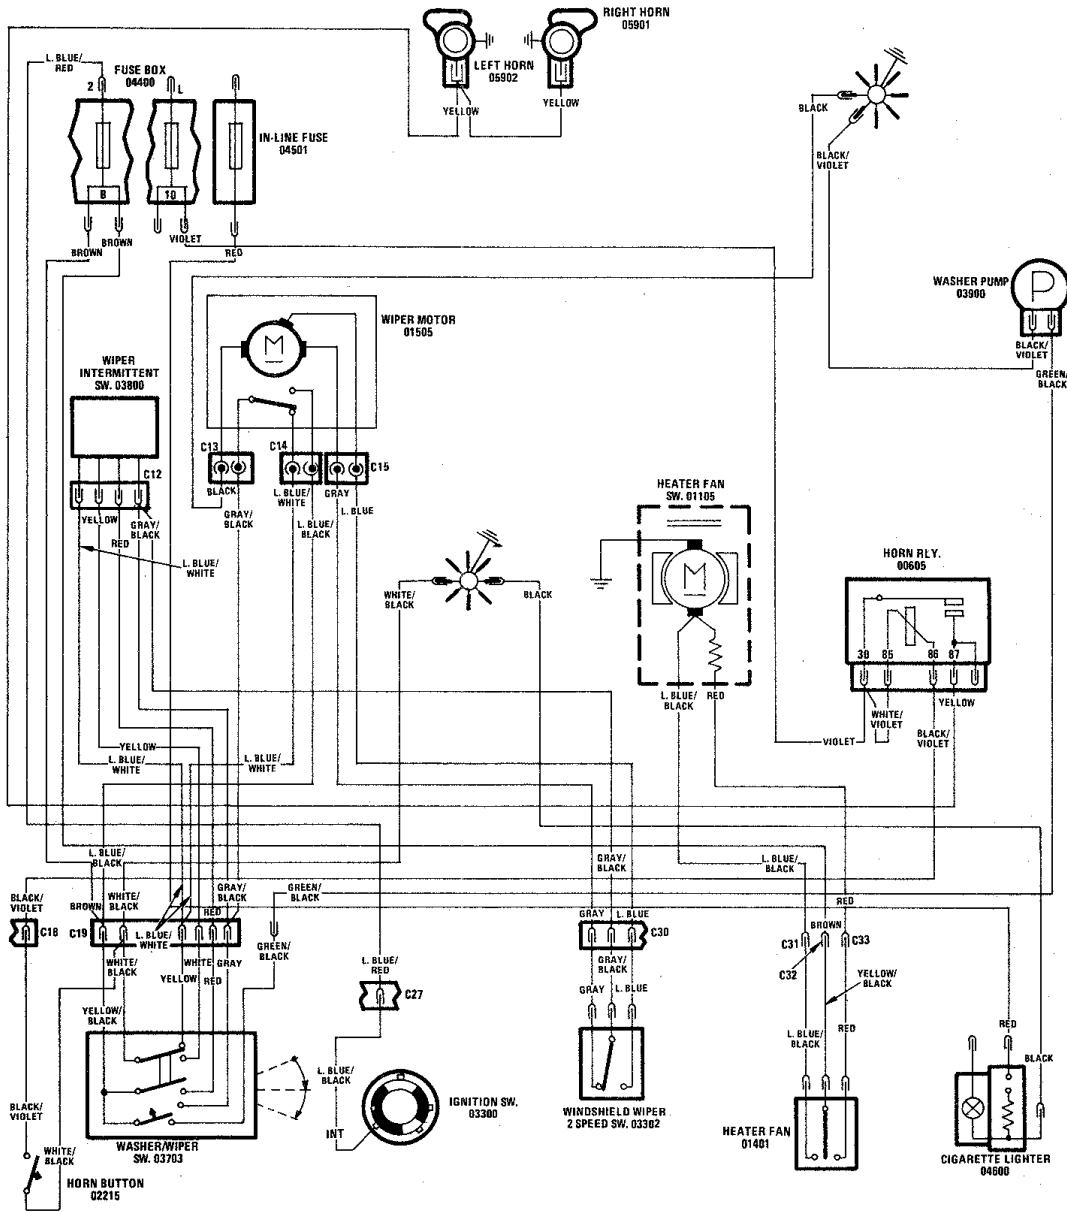 RIGHT HORN
05901
LEFT HORN
05902
YELLOW
YELLOW
L. BLUE/
RED
FUSE BOX
04400
2
L
IN-LINE FUSE
04501
8
10
BROWN
BROWN
VIOLET
RED
BLACK
BLACK/
VIOLET
WASHER PUMP
03900
P
BLACK/
VIOLET
GREEN/
BLACK
WIPER MOTOR
01505
M
WIPER
INTERMITTENT
SW. 03800
C12
C13
C14
C15
BLACK
GRAY/
BLACK
L. BLUE/
WHITE
L. BLUE/
BLACK
GRAY
L. BLUE
YELLOW
RED
GRAY/
BLACK
L. BLUE/
WHITE
WHITE/
BLACK
BLACK
HEATER FAN
SW. 01105
M
L. BLUE/
BLACK
RED
HORN RLY.
00605
30
85
86
87
WHITE/
VIOLET
YELLOW
BLACK/
VIOLET
VIOLET
YELLOW
L. BLUE/
WHITE
L. BLUE/
WHITE
L. BLUE/
BLACK
BLACK/
VIOLET
C18
BROWN
C19
WHITE/
BLACK
L. BLUE/
WHITE
RED
GRAY/
BLACK
GREEN/
BLACK
GREEN/
BLACK
WHITE/
BLACK
YELLOW
WHITE
GRAY
RED
YELLOW/
BLACK
L. BLUE/
RED
C27
L. BLUE/
BLACK
INT
IGNITION SW.
03300
GRAY/
BLACK
GRAY
L. BLUE
C30
GRAY/
BLACK
GRAY
L. BLUE
WINDSHIELD WIPER
2 SPEED SW. 03302
L. BLUE/
BLACK
RED
BROWN
C31
C32
C33
YELLOW/
BLACK
L. BLUE/
BLACK
RED
HEATER FAN
01401
RED
BLACK
CIGARETTE LIGHTER
04600
BLACK/
VIOLET
WHITE/
BLACK
HORN BUTTON
02215
WASHER/WIPER
SW. 03703